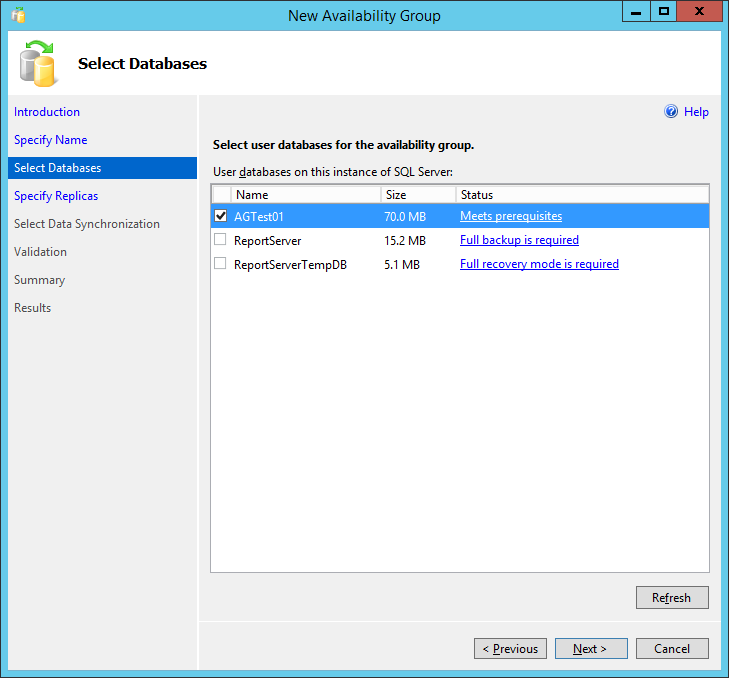 New Availability Group
Select Databases
Introduction
Specify Name
Select Databases
Specify Replicas
Select Data Synchronization
Validation
Summary
Results
Help
Select user databases for the availability group.
User databases on this instance of SQL Server:
Name Size Status
AGTest01 70.0 MB Meets prerequisites
ReportServer 15.2 MB Full backup is required
ReportServerTempDB 5.1 MB Full recovery mode is required
Refresh
< Previous Next > Cancel